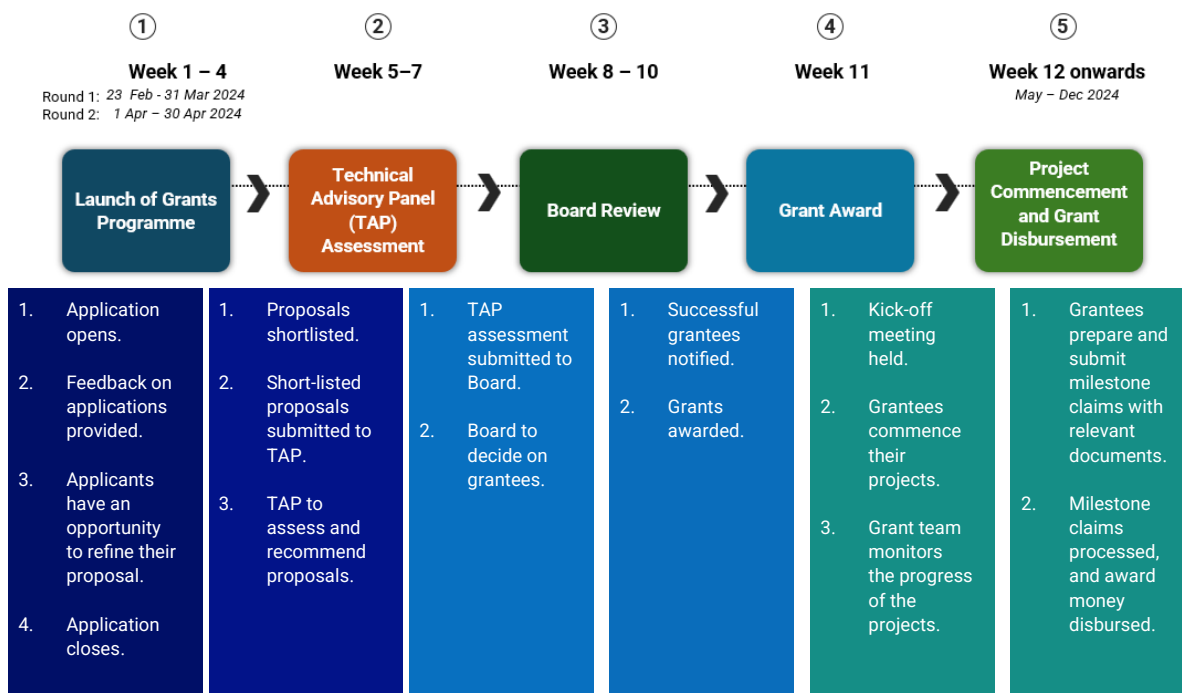 1
Week 1 – 4
Round 1: 23 Feb - 31 Mar 2024
Round 2: 1 Apr – 30 Apr 2024
2
Week 5–7
3
Week 8 – 10
4
Week 11
5
Week 12 onwards
May – Dec 2024
Launch of Grants
Programme
Technical
Advisory Panel
(TAP)
Assessment
Board Review
Grant Award
Project
Commencement
and Grant
Disbursement
1. Application
opens.
2. Feedback on
applications
provided.
3. Applicants
have an
opportunity
to refine their
proposal.
4. Application
closes.
1. Proposals
shortlisted.
2. Short-listed
proposals
submitted to
TAP.
3. TAP to
assess and
recommend
proposals.
1. TAP
assessment
submitted to
Board.
2. Board to
decide on
grantees.
1. Successful
grantees
notified.
2. Grants
awarded.
1. Kick-off
meeting
held.
2. Grantees
commence
their
projects.
3. Grant team
monitors
the progress
of the
projects.
1. Grantees
prepare and
submit
milestone
claims with
relevant
documents.
2. Milestone
claims
processed,
and award
money
disbursed.